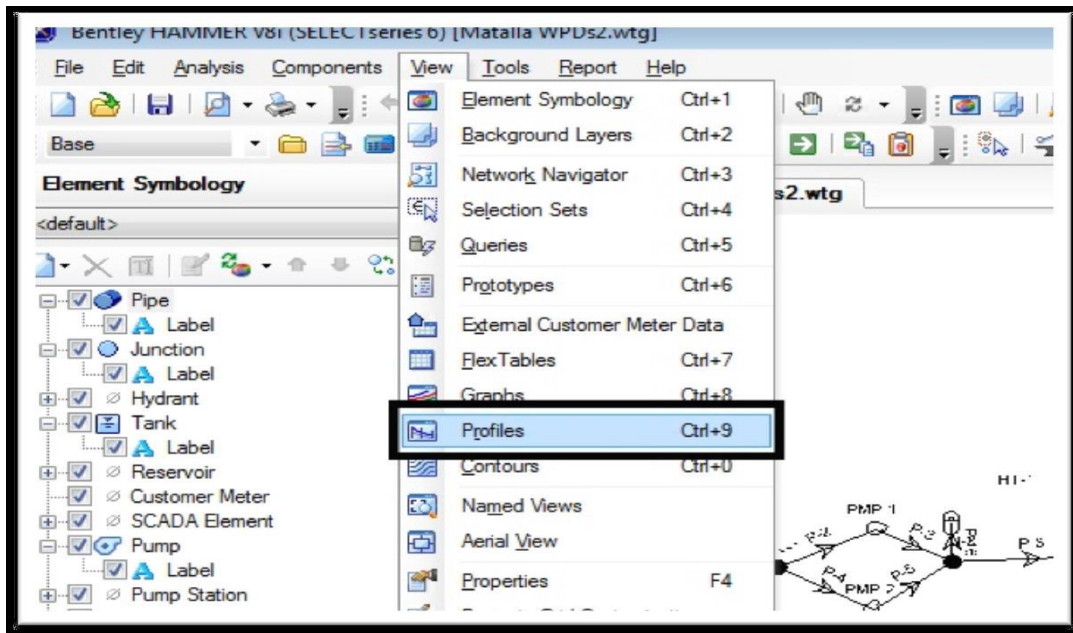 Bentley HAMMER V8i (SELECTseries 6) [Matalla WPDs2.wtg]
File Edit Analysis Components View Tools Report Help
Base
Element Symbology
<default>
Pipe
Label
Junction
Label
Hydrant
Tank
Label
Reservoir
Customer Meter
SCADA Element
Pump
Label
Pump Station
Element Symbology Ctrl+1
Background Layers Ctrl+2
Network Navigator Ctrl+3
Selection Sets Ctrl+4
Queries Ctrl+5
Prototypes Ctrl+6
External Customer Meter Data
FlexTables Ctrl+7
Graphs Ctrl+8
Profiles Ctrl+9
Contours Ctrl+0
Named Views
Aerial View
Properties F4
s2.wtg
PMP 1
P-4
P-5
PMP 2